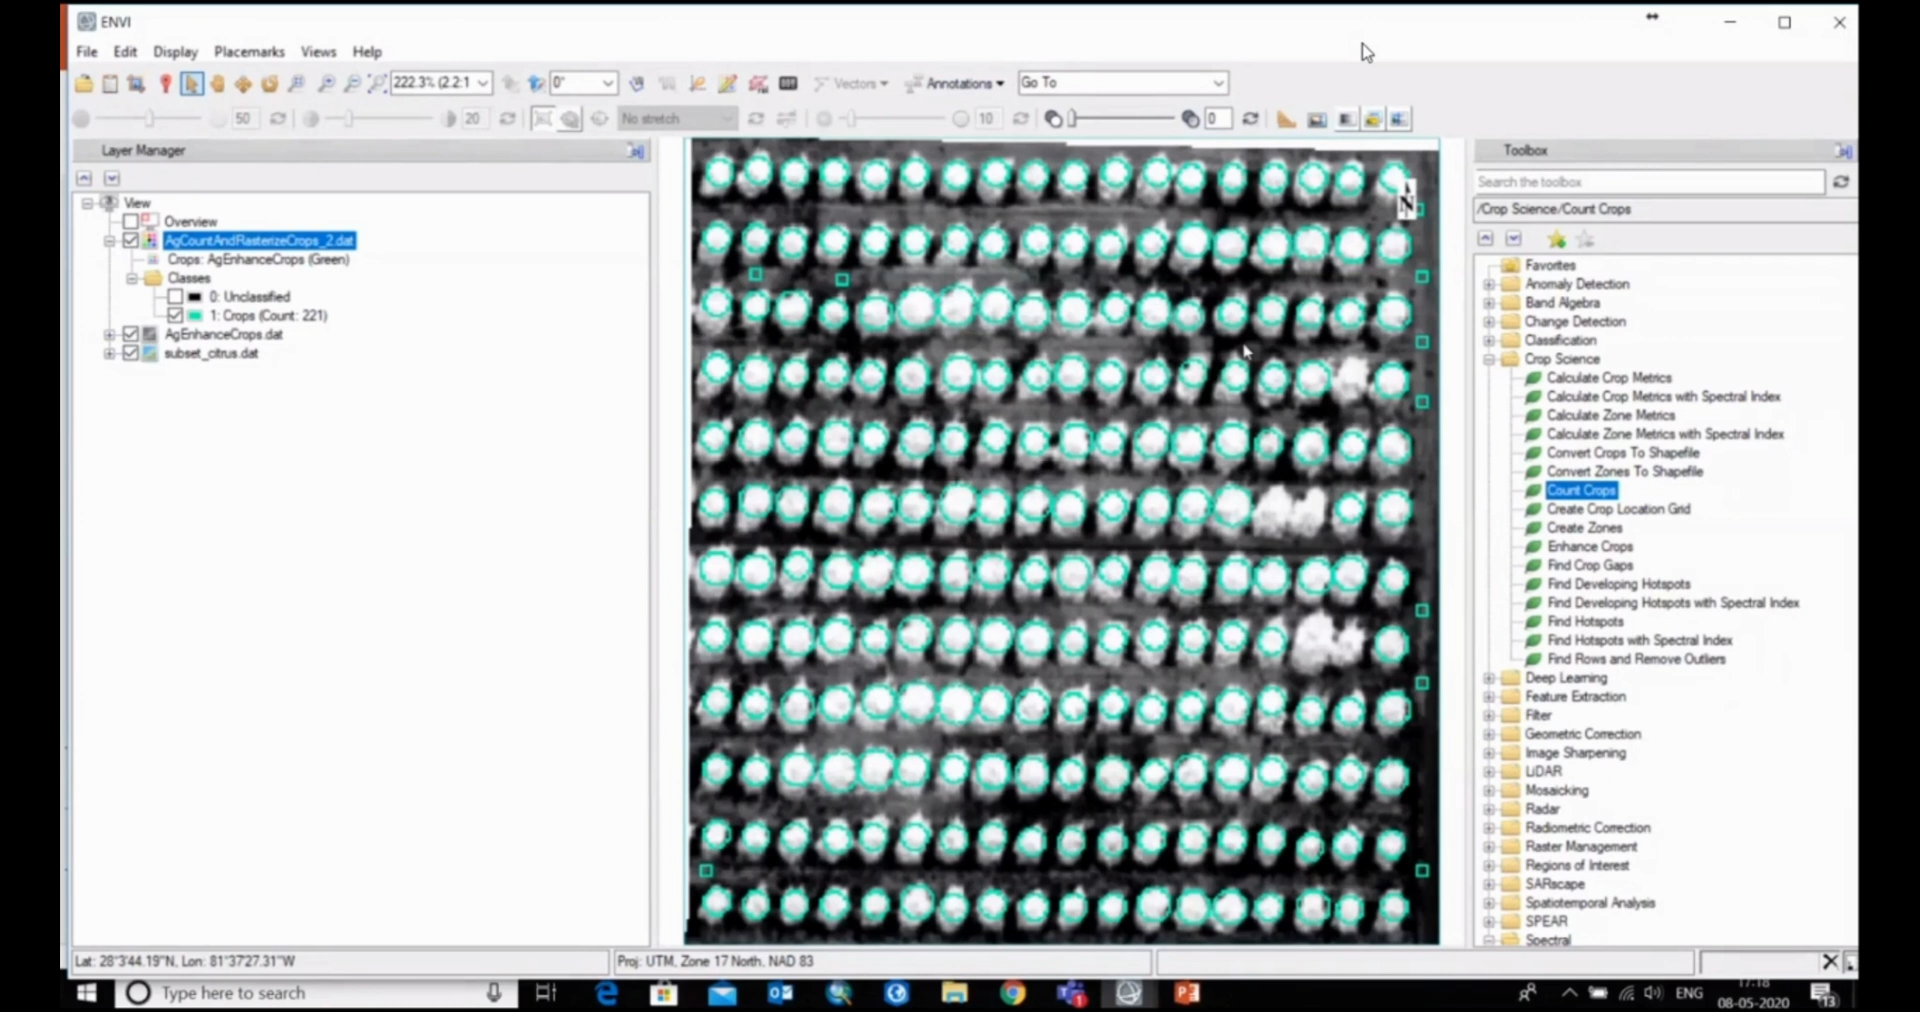 ENVI
File Edit Display Placemarks Views Help
222.3% (2.2:1 0° Vectors Annotations Go To
50 20 No stretch 10 0
Layer Manager
View
Overview
AgCountAndRasterizeCrops_2.dat
Crops: AgEnhanceCrops (Green)
Classes
0: Unclassified
1: Crops (Count: 221)
AgEnhanceCrops.dat
subset_citrus.dat
N
Toolbox
Search the toolbox
/Crop Science/Count Crops
Favorites
Anomaly Detection
Band Algebra
Change Detection
Classification
Crop Science
Calculate Crop Metrics
Calculate Crop Metrics with Spectral Index
Calculate Zone Metrics
Calculate Zone Metrics with Spectral Index
Convert Crops To Shapefile
Convert Zones To Shapefile
Count Crops
Create Crop Location Grid
Create Zones
Enhance Crops
Find Crop Gaps
Find Developing Hotspots
Find Developing Hotspots with Spectral Index
Find Hotspots
Find Hotspots with Spectral Index
Find Rows and Remove Outliers
Deep Learning
Feature Extraction
Filter
Geometric Correction
Image Sharpening
LiDAR
Mosaicking
Radar
Radiometric Correction
Raster Management
Regions of Interest
SARscape
Spatiotemporal Analysis
SPEAR
Spectral
Lat: 28°3'44.19"N, Lon: 81°37'27.31"W
Proj: UTM, Zone 17 North, NAD 83
Type here to search
1
ENG
17:18
08-05-2020
13